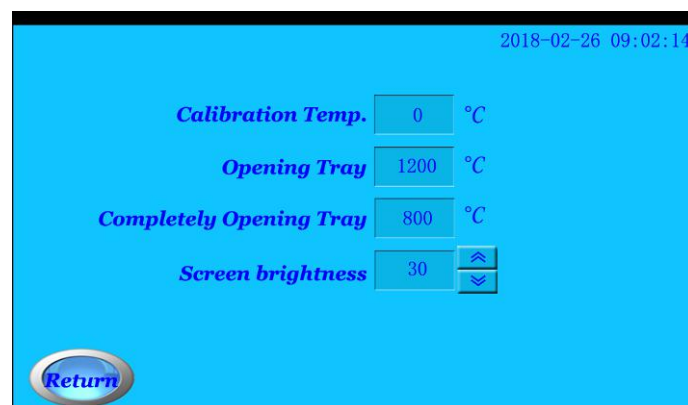 2018-02-26 09:02:14
Calibration Temp. 0 °C
Opening Tray 1200 °C
Completely Opening Tray 800 °C
Screen brightness 30
Return